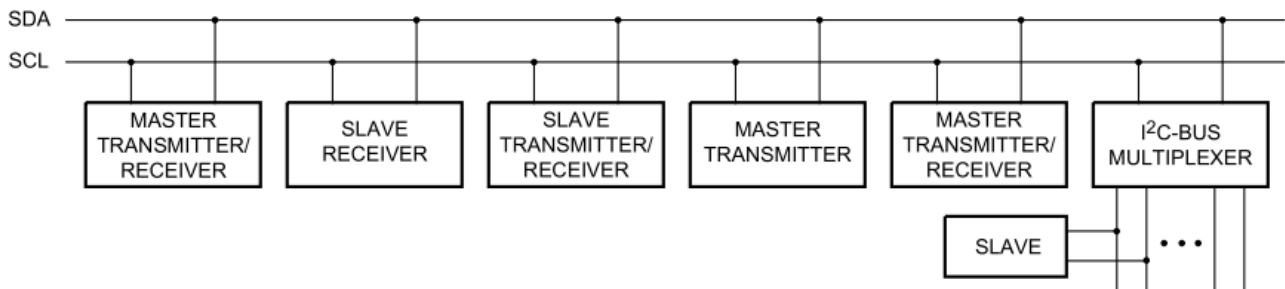 SDA
SCL
MASTER
TRANSMITTER/
RECEIVER
SLAVE
RECEIVER
SLAVE
TRANSMITTER/
RECEIVER
MASTER
TRANSMITTER
MASTER
TRANSMITTER/
RECEIVER
I²C-BUS
MULTIPLEXER
SLAVE